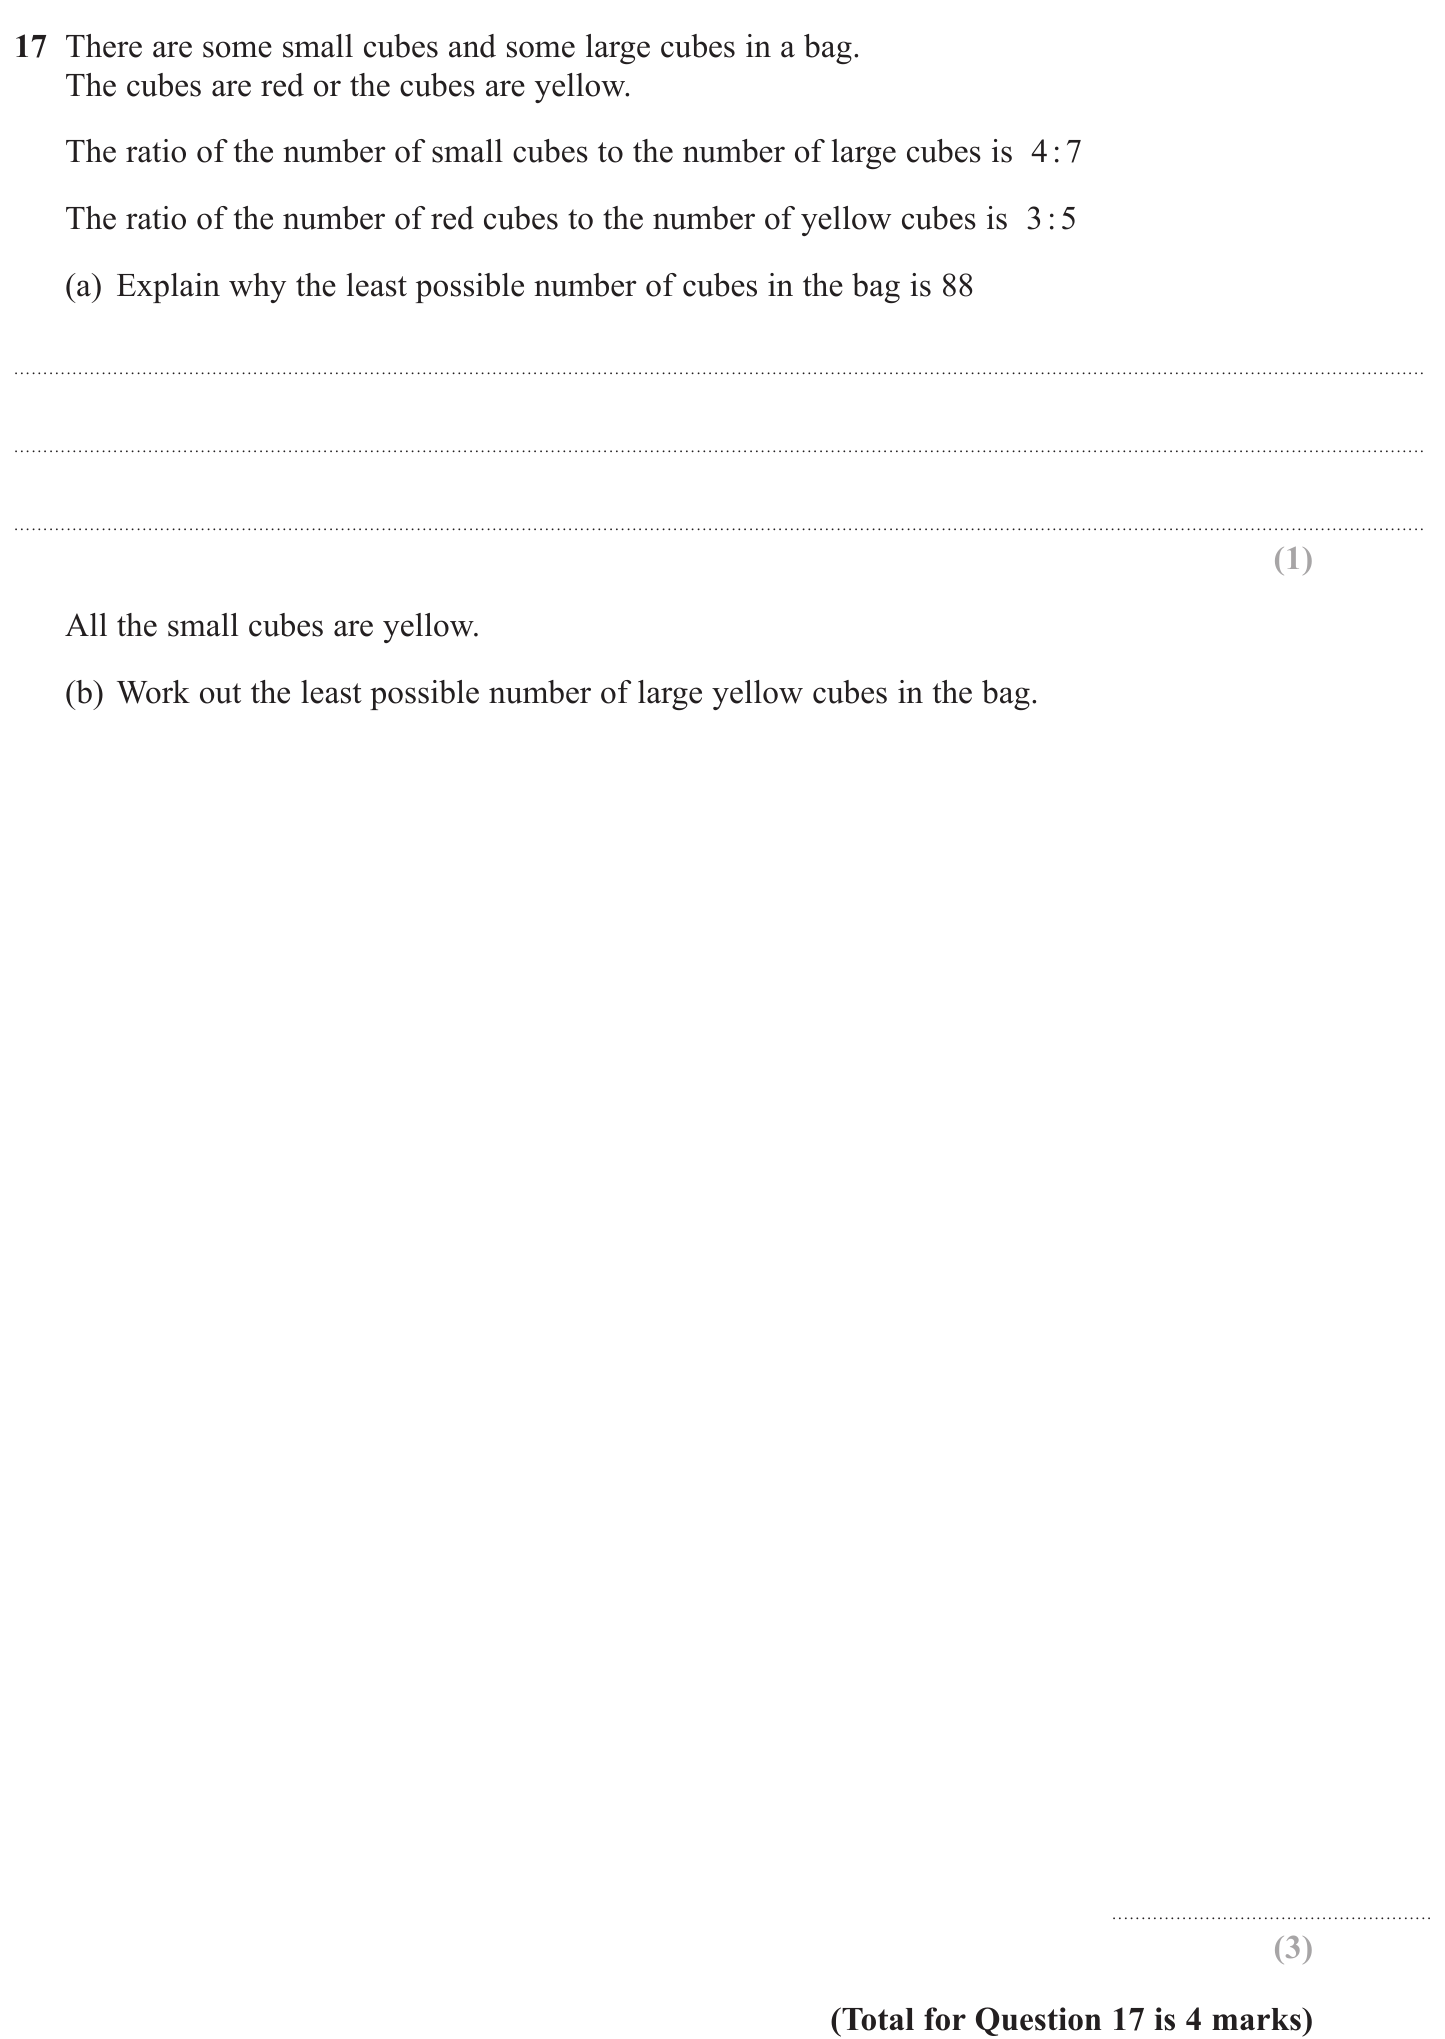 17 There are some small cubes and some large cubes in a bag.
The cubes are red or the cubes are yellow.
The ratio of the number of small cubes to the number of large cubes is 4 : 7
The ratio of the number of red cubes to the number of yellow cubes is 3 : 5
(a) Explain why the least possible number of cubes in the bag is 88
(1)
All the small cubes are yellow.
(b) Work out the least possible number of large yellow cubes in the bag.
(3)
(Total for Question 17 is 4 marks)